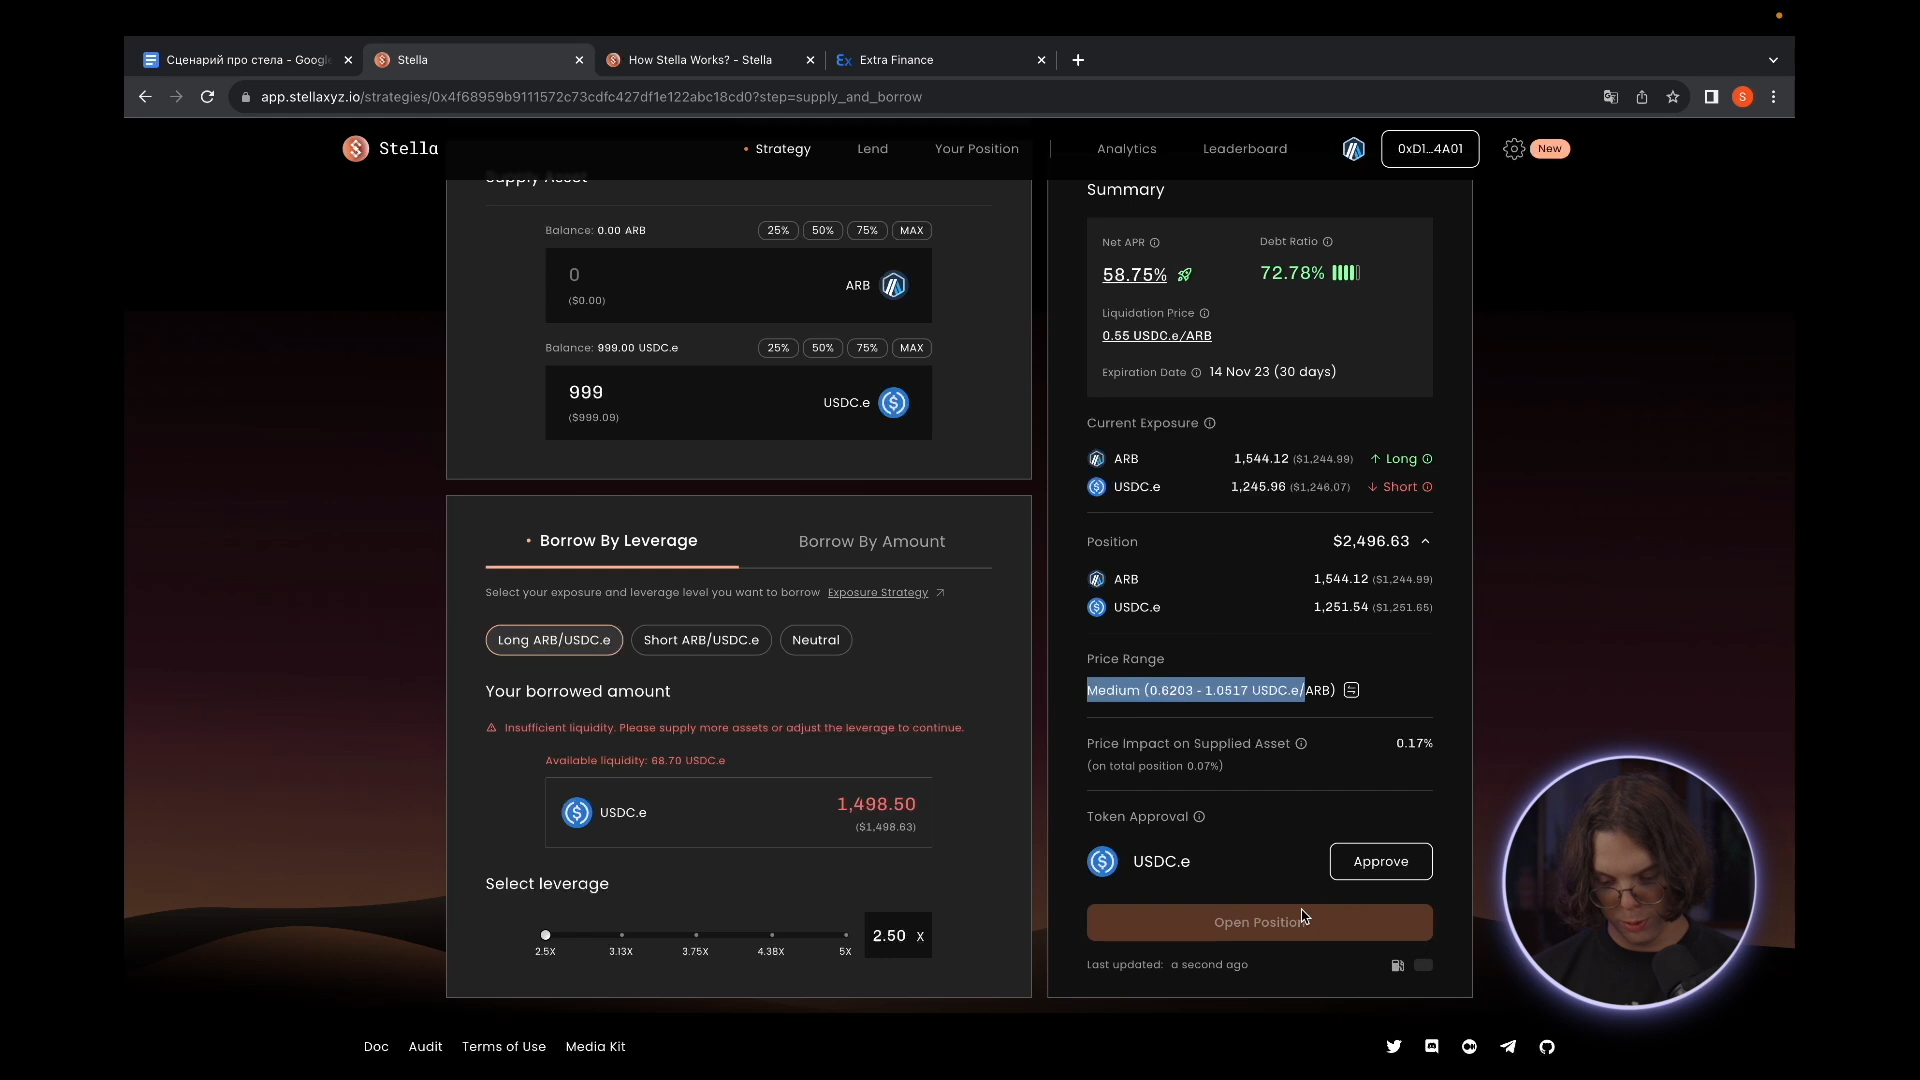 Сценарий про стела - Google
Stella
How Stella Works? - Stella
Ex Extra Finance
app.stellaxyz.io/strategies/0x4f68959b9111572c73cdfc427df1e122abc18cd0?step=supply_and_borrow
S
Stella
Strategy
Lend
Your Position
Analytics
Leaderboard
0xD1...4A01
New
Supply Asset
Balance: 0.00 ARB
25%
50%
75%
MAX
0
($0.00)
ARB
Balance: 999.00 USDC.e
25%
50%
75%
MAX
999
($999.09)
USDC.e
Borrow By Leverage
Borrow By Amount
Select your exposure and leverage level you want to borrow Exposure Strategy
Long ARB/USDC.e
Short ARB/USDC.e
Neutral
Your borrowed amount
Insufficient liquidity. Please supply more assets or adjust the leverage to continue.
Available liquidity: 68.70 USDC.e
USDC.e
1,498.50
($1,498.63)
Select leverage
2.5X
3.13X
3.75X
4.38X
5X
2.50 X
Summary
Net APR
Debt Ratio
58.75%
72.78%
Liquidation Price
0.55 USDC.e/ARB
Expiration Date 14 Nov 23 (30 days)
Current Exposure
ARB 1,544.12 ($1,244.99) Long
USDC.e 1,245.96 ($1,246.07) Short
Position $2,496.63
ARB 1,544.12 ($1,244.99)
USDC.e 1,251.54 ($1,251.65)
Price Range
Medium (0.6203 - 1.0517 USDC.e/ARB)
Price Impact on Supplied Asset 0.17%
(on total position 0.07%)
Token Approval
USDC.e
Approve
Open Position
Last updated: a second ago
Doc
Audit
Terms of Use
Media Kit